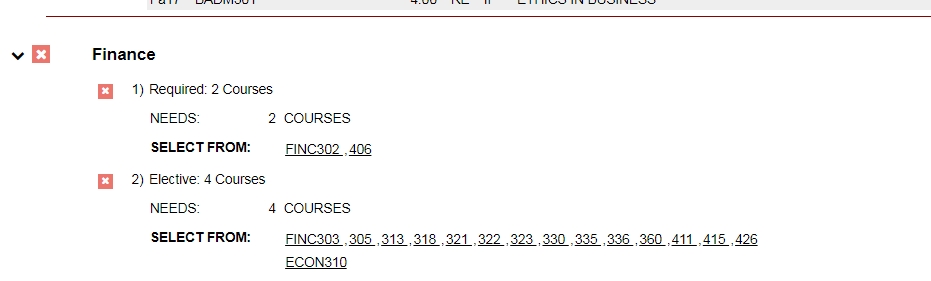 Fa17 BADM301 4.00 RE IP ETHICS IN BUSINESS
Finance
1) Required: 2 Courses
NEEDS: 2 COURSES
SELECT FROM: FINC302 ,406
2) Elective: 4 Courses
NEEDS: 4 COURSES
SELECT FROM: FINC303 ,305 ,313 ,318 ,321 ,322 ,323 ,330 ,335 ,336 ,360 ,411 ,415 ,426
ECON310